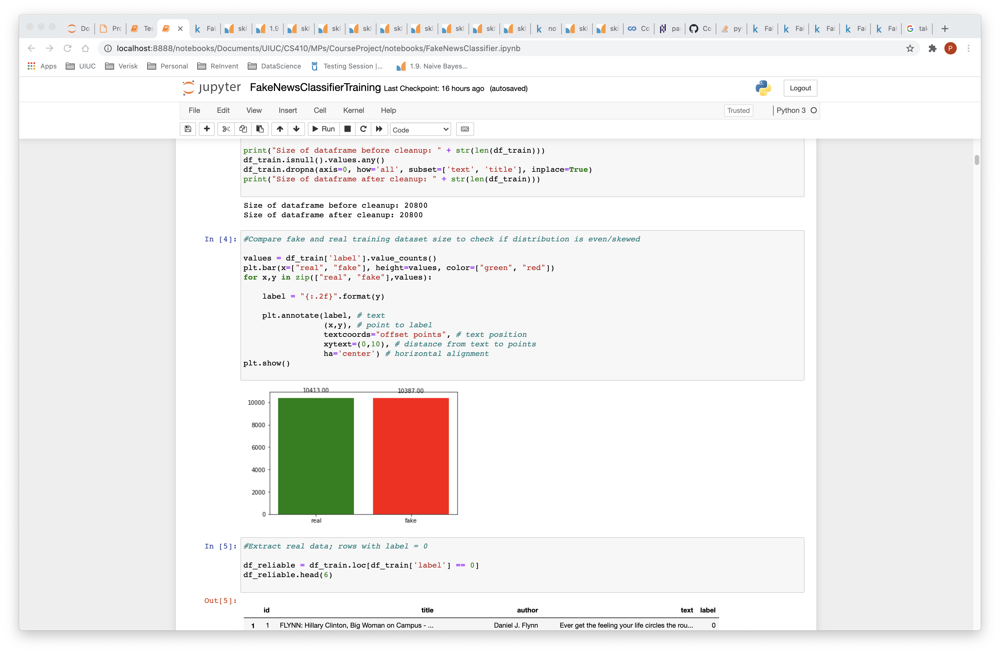 Do Pro Tes Fak skl 1.9 skl skl skl skl skl skl skl skl no skl skl Co pa Co pyt Fal Fal Fal Fal Fal tak
localhost:8888/notebooks/Documents/UIUC/CS410/MPs/CourseProject/notebooks/FakeNewsClassifier.ipynb P
Apps UIUC Verisk Personal ReInvent DataScience Testing Session |... 1.9. Naive Bayes...
jupyter FakeNewsClassifierTraining Last Checkpoint: 16 hours ago (autosaved) Logout
File Edit View Insert Cell Kernel Help Trusted Python 3
Run Code
print("Size of dataframe before cleanup: " + str(len(df_train)))
df_train.isnull().values.any()
df_train.dropna(axis=0, how='all', subset=['text', 'title'], inplace=True)
print("Size of dataframe after cleanup: " + str(len(df_train)))
Size of dataframe before cleanup: 20800
Size of dataframe after cleanup: 20800
In [4]: #Compare fake and real training dataset size to check if distribution is even/skewed
values = df_train['label'].value_counts()
plt.bar(x=["real", "fake"], height=values, color=["green", "red"])
for x,y in zip(["real", "fake"],values):
label = "{:.2f}".format(y)
plt.annotate(label, # text
(x,y), # point to label
textcoords="offset points", # text position
xytext=(0,10), # distance from text to points
ha='center') # horizontal alignment
plt.show()
10413.00 10387.00
10000
8000
6000
4000
2000
0
real fake
In [5]: #Extract real data; rows with label = 0
df_reliable = df_train.loc[df_train['label'] == 0]
df_reliable.head(6)
Out[5]:
id title author text label
1 1 FLYNN: Hillary Clinton, Big Woman on Campus - ... Daniel J. Flynn Ever get the feeling your life circles the rou... 0